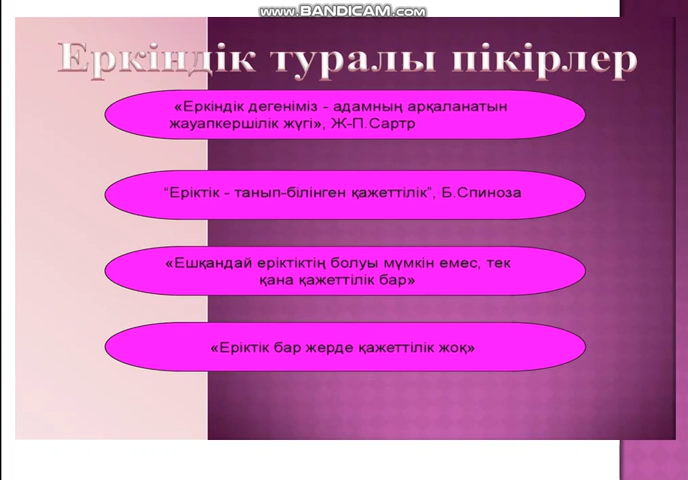 www.BANDICAM.com
Еркіндік туралы пікірлер
«Еркіндік дегеніміз - адамның арқаланатын
жауапкершілік жүгі», Ж-П.Сартр
“Еріктік - танып-білінген қажеттілік”, Б.Спиноза
«Ешқандай еріктіктің болуы мүмкін емес, тек
қана қажеттілік бар»
«Еріктік бар жерде қажеттілік жоқ»